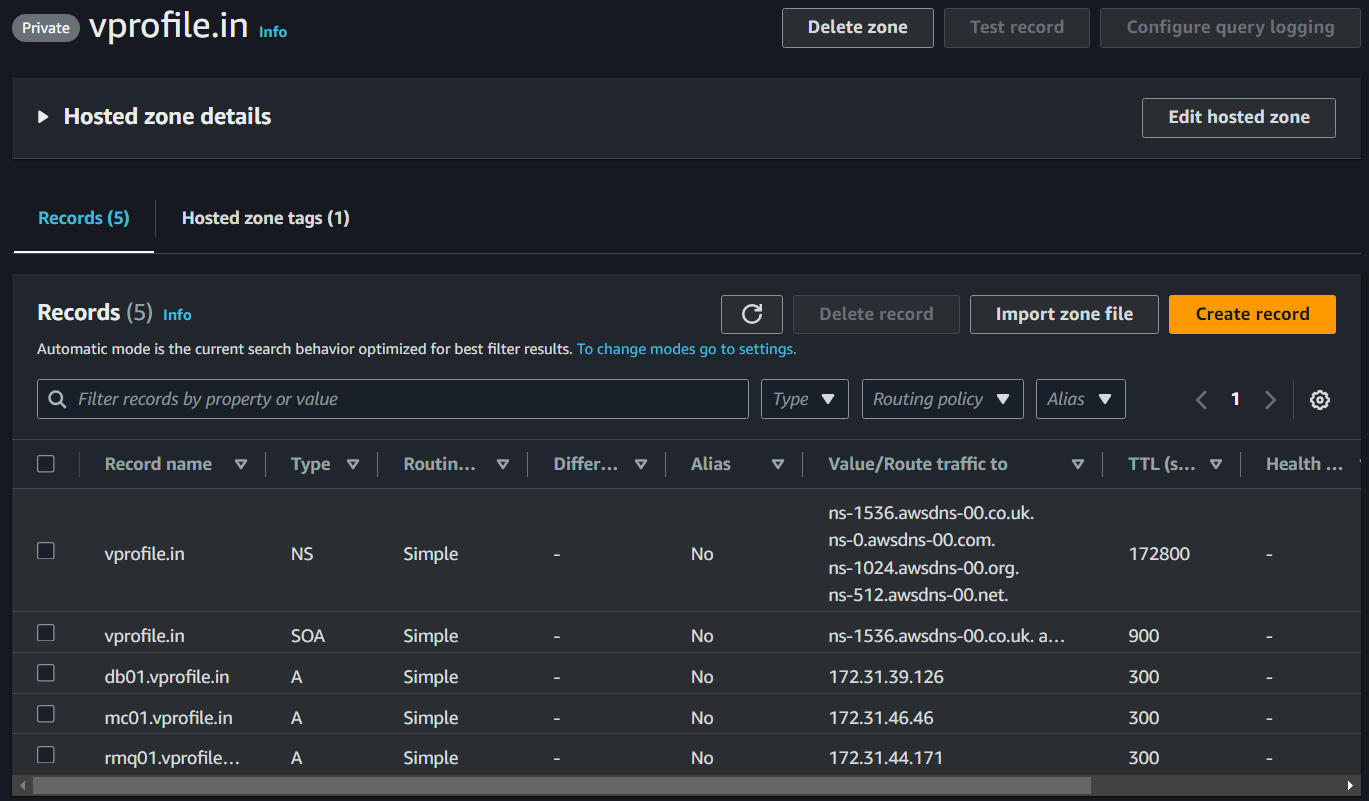 Private vprofile.in Info Delete zone Test record Configure query logging
Hosted zone details Edit hosted zone
Records (5) Hosted zone tags (1)
Records (5) Info Delete record Import zone file Create record
Automatic mode is the current search behavior optimized for best filter results. To change modes go to settings.
Filter records by property or value Type Routing policy Alias 1
Record name Type Routin... Differ... Alias Value/Route traffic to TTL (s... Health ...
ns-1536.awsdns-00.co.uk.
ns-0.awsdns-00.com.
vprofile.in NS Simple - No 172800 -
ns-1024.awsdns-00.org.
ns-512.awsdns-00.net.
vprofile.in SOA Simple - No ns-1536.awsdns-00.co.uk. a... 900 -
db01.vprofile.in A Simple - No 172.31.39.126 300 -
mc01.vprofile.in A Simple - No 172.31.46.46 300 -
rmq01.vprofile... A Simple - No 172.31.44.171 300 -